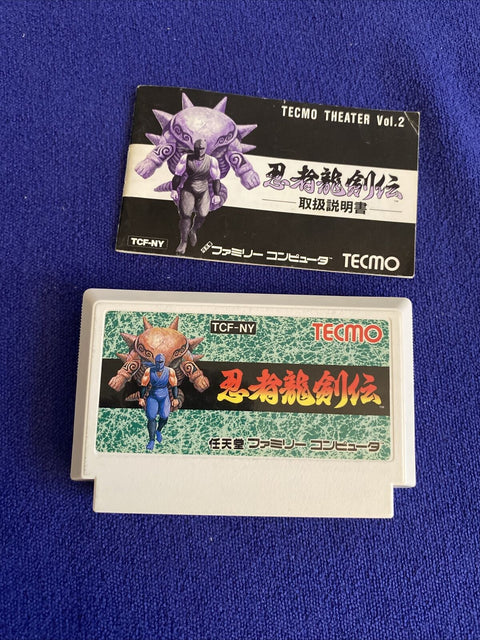 TECMO THEATER Vol.2
忍者龍剣伝
取扱説明書
TCF-NY
ファミリー コンピュータ™
TECMO
TCF-NY
TECMO
忍者龍剣伝
任天堂 ファミリー コンピュータ